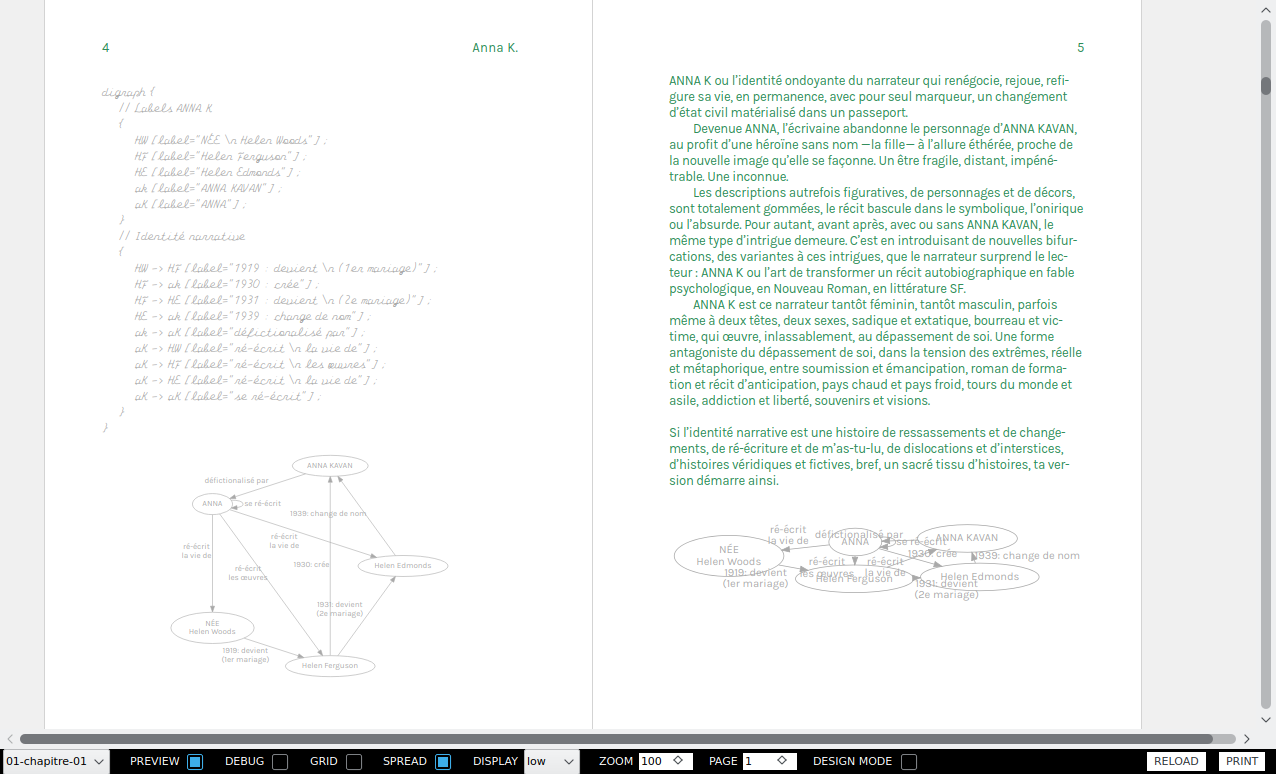 4
Anna K.
digraph {
// Labels ANNA K
{
HW [label="NÉE \n Helen Woods"] ;
HF [label="Helen Ferguson"] ;
HE [label="Helen Edmonds"] ;
ak [label="ANNA KAVAN"] ;
aK [label="ANNA"] ;
}
// Identité narrative
{
HW -> HF [label="1919 : devient \n (1er mariage)"] ;
HF -> ak [label="1930 : crée"] ;
HF -> HE [label="1931 : devient \n (2e mariage)"] ;
HE -> ak [label="1939 : change de nom"] ;
ak -> aK [label="défictionalisé par"] ;
aK -> HW [label="ré-écrit \n la vie de"] ;
aK -> HF [label="ré-écrit \n les œuvres"] ;
aK -> HE [label="ré-écrit \n la vie de"] ;
aK -> aK [label="se ré-écrit"] ;
}
}
ANNA KAVAN
défictionalisé par
ANNA
se ré-écrit
1939: change de nom
ré-écrit
la vie de
ré-écrit
la vie de
1930: crée
Helen Edmonds
ré-écrit
les œuvres
1931: devient
(2e mariage)
NÉE
Helen Woods
1919: devient
(1er mariage)
Helen Ferguson
5
ANNA K ou l'identité ondoyante du narrateur qui renégocie, rejoue, refi-
gure sa vie, en permanence, avec pour seul marqueur, un changement
d'état civil matérialisé dans un passeport.
Devenue ANNA, l'écrivaine abandonne le personnage d'ANNA KAVAN,
au profit d'une héroïne sans nom —la fille— à l'allure éthérée, proche de
la nouvelle image qu'elle se façonne. Un être fragile, distant, impéné-
trable. Une inconnue.
Les descriptions autrefois figuratives, de personnages et de décors,
sont totalement gommées, le récit bascule dans le symbolique, l'onirique
ou l'absurde. Pour autant, avant après, avec ou sans ANNA KAVAN, le
même type d'intrigue demeure. C'est en introduisant de nouvelles bifur-
cations, des variantes à ces intrigues, que le narrateur surprend le lec-
teur : ANNA K ou l'art de transformer un récit autobiographique en fable
psychologique, en Nouveau Roman, en littérature SF.
ANNA K est ce narrateur tantôt féminin, tantôt masculin, parfois
même à deux têtes, deux sexes, sadique et extatique, bourreau et vic-
time, qui œuvre, inlassablement, au dépassement de soi. Une forme
antagoniste du dépassement de soi, dans la tension des extrêmes, réelle
et métaphorique, entre soumission et émancipation, roman de forma-
tion et récit d'anticipation, pays chaud et pays froid, tours du monde et
asile, addiction et liberté, souvenirs et visions.
Si l'identité narrative est une histoire de ressassements et de change-
ments, de ré-écriture et de m'as-tu-lu, de dislocations et d'interstices,
d'histoires véridiques et fictives, bref, un sacré tissu d'histoires, ta ver-
sion démarre ainsi.
ré-écrit
la vie de
défictionalisé par
ANNA
se ré-écrit
ANNA KAVAN
NÉE
Helen Woods
1930: crée
1939: change de nom
ré-écrit
les œuvres
ré-écrit
la vie de
1919: devient
(1er mariage)
Helen Ferguson
Helen Edmonds
1931: devient
(2e mariage)
01-chapitre-01 PREVIEW DEBUG GRID SPREAD DISPLAY low ZOOM 100 PAGE 1 DESIGN MODE RELOAD PRINT